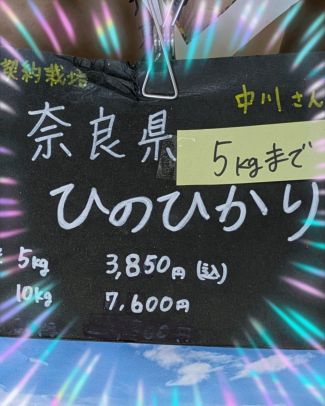 契約栽培
中川さん
奈良県
5kgまで
ひのひかり
5kg 3,850円(込)
10kg 7,600円